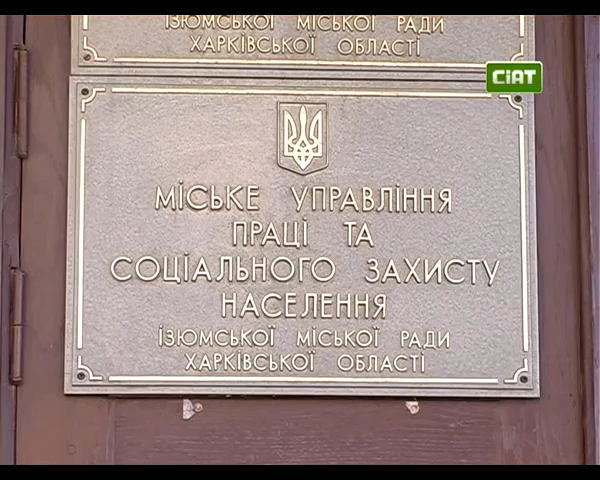 ІЗЮМСЬКОЇ МІСЬКОЇ РАДИ
ХАРКІВСЬКОЇ ОБЛАСТІ
СіАТ
МІСЬКЕ УПРАВЛІННЯ
ПРАЦІ ТА
СОЦІАЛЬНОГО ЗАХИСТУ
НАСЕЛЕННЯ
ІЗЮМСЬКОЇ МІСЬКОЇ РАДИ
ХАРКІВСЬКОЇ ОБЛАСТІ